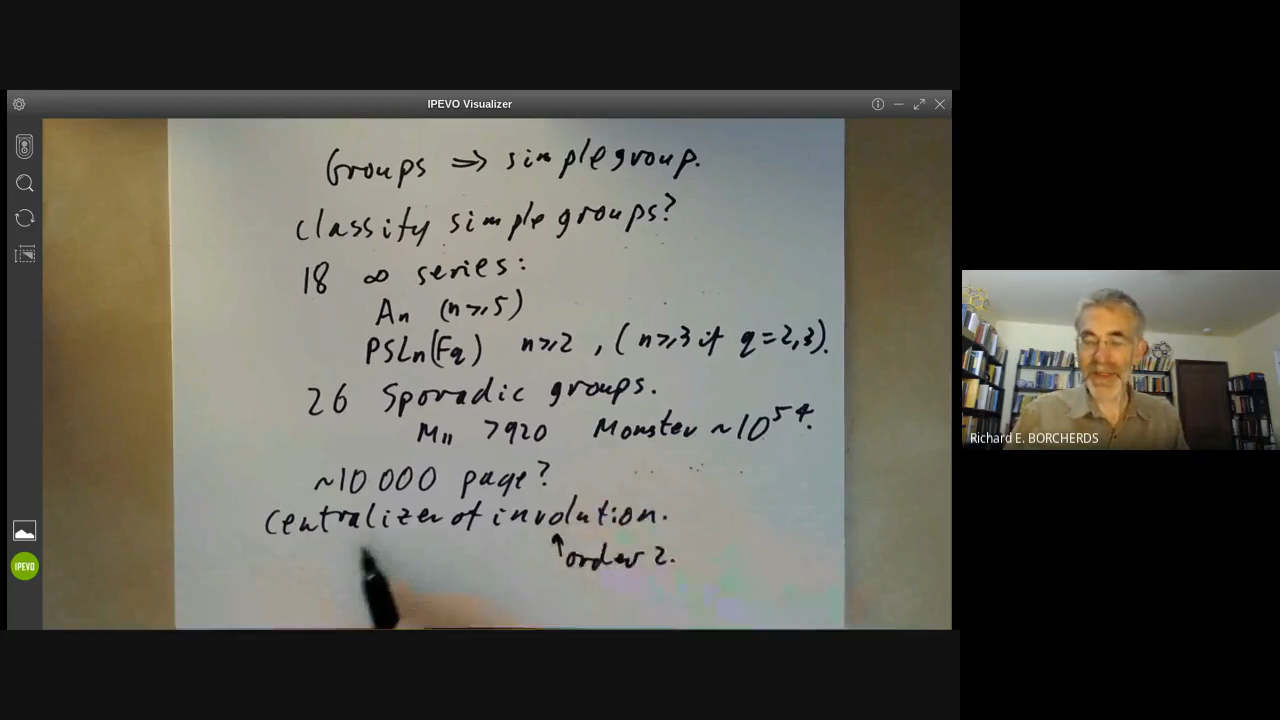 IPEVO Visualizer
Groups ⇒ simple group.
classify simple groups?
18 ∞ series:
An (n≥5)
PSLn(Fq) n≥2, (n≥3 if q=2,3).
26 Sporadic groups.
M11 7920 Monster ~10^54.
~10 000 page?
centralizer of involution.
↑order 2.
IPEVO
Richard E. BORCHERDS